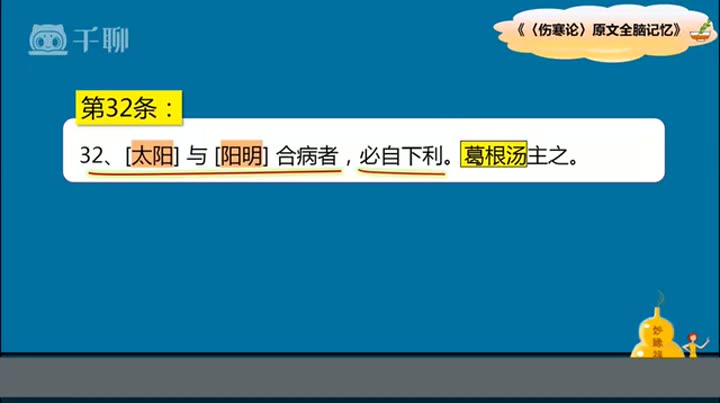 千聊
《〈伤寒论〉原文全脑记忆》
第32条：
32、[太阳] 与 [阳明] 合病者，必自下利。葛根汤主之。